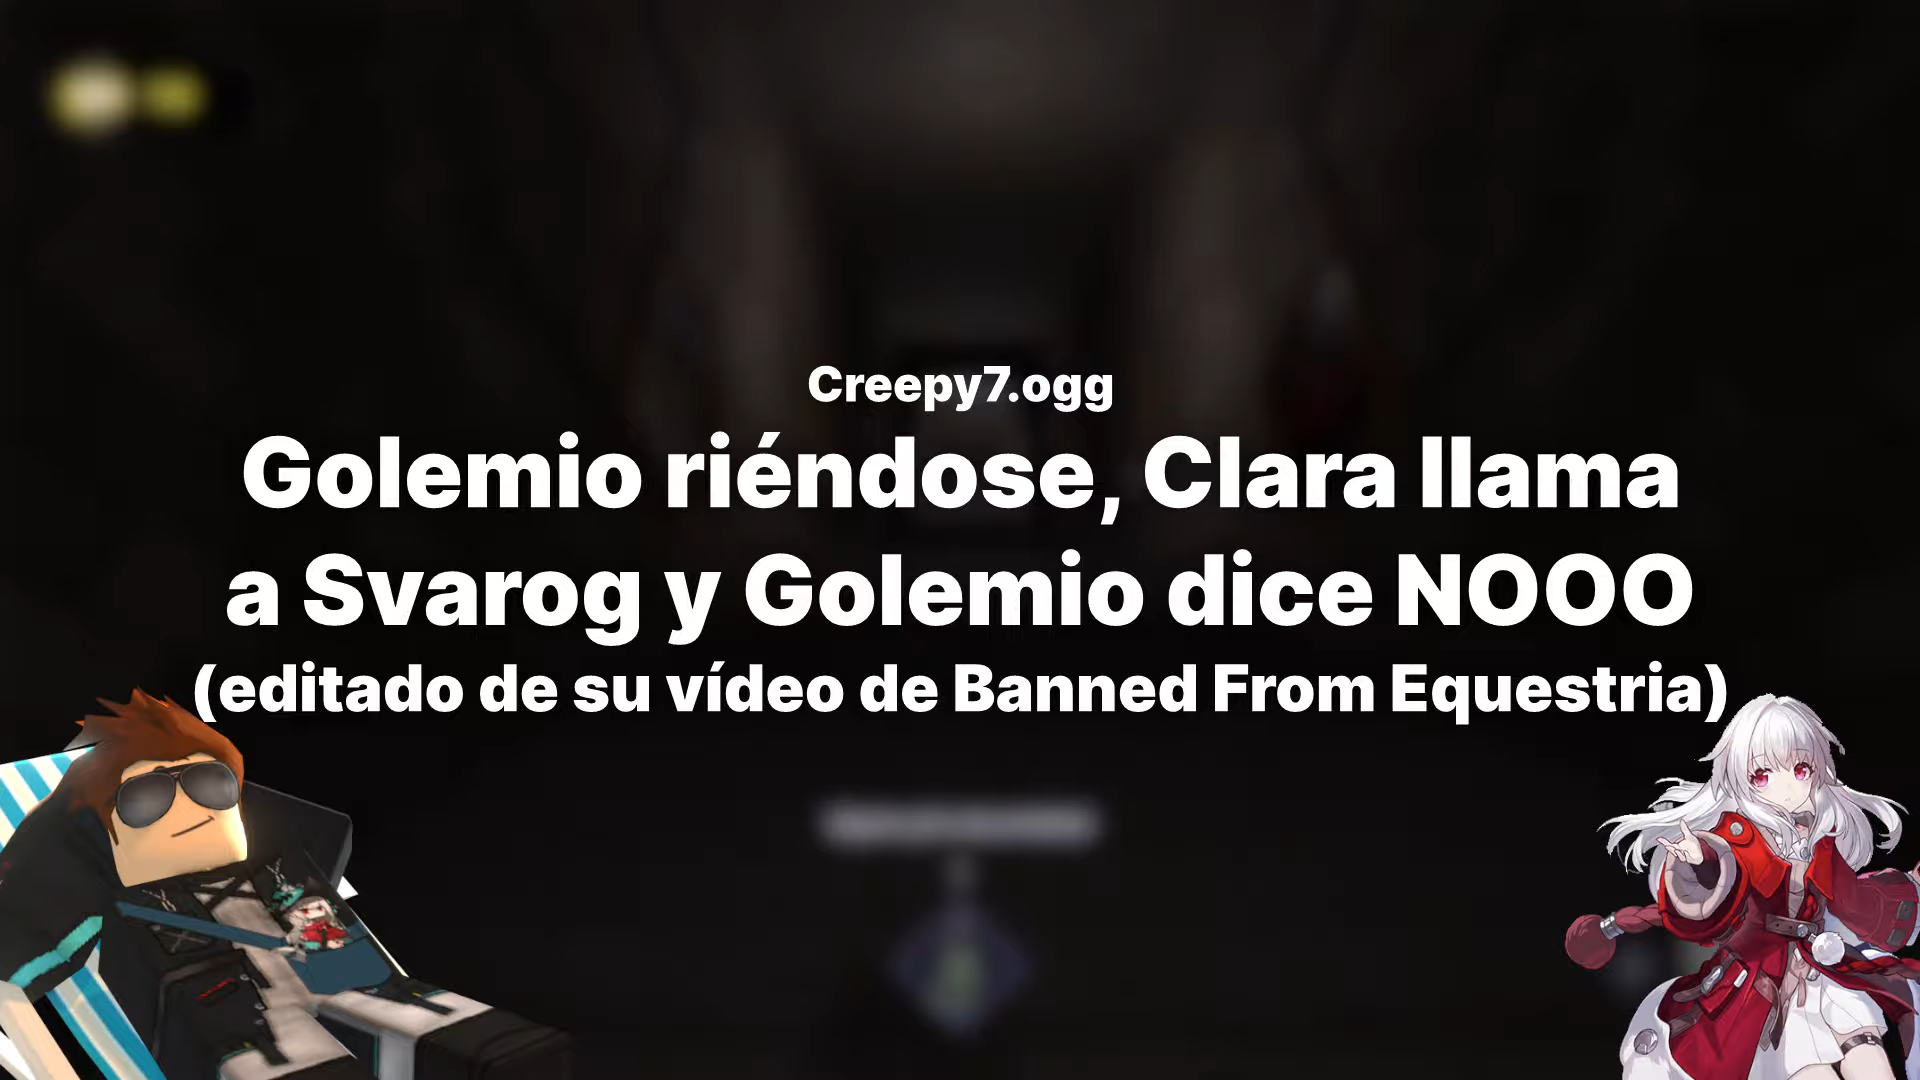 Creepy7.ogg
Golemio riéndose, Clara llama
a Svarog y Golemio dice NOOO
(editado de su vídeo de Banned From Equestria)